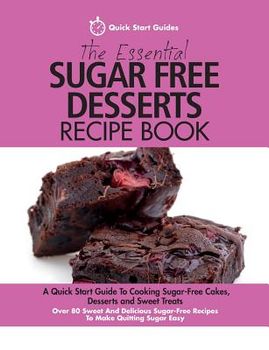 Quick Start Guides
The Essential
SUGAR FREE
DESSERTS
RECIPE BOOK
A Quick Start Guide To Cooking Sugar-Free Cakes,
Desserts and Sweet Treats
Over 80 Sweet And Delicious Sugar-Free Recipes
To Make Quitting Sugar Easy